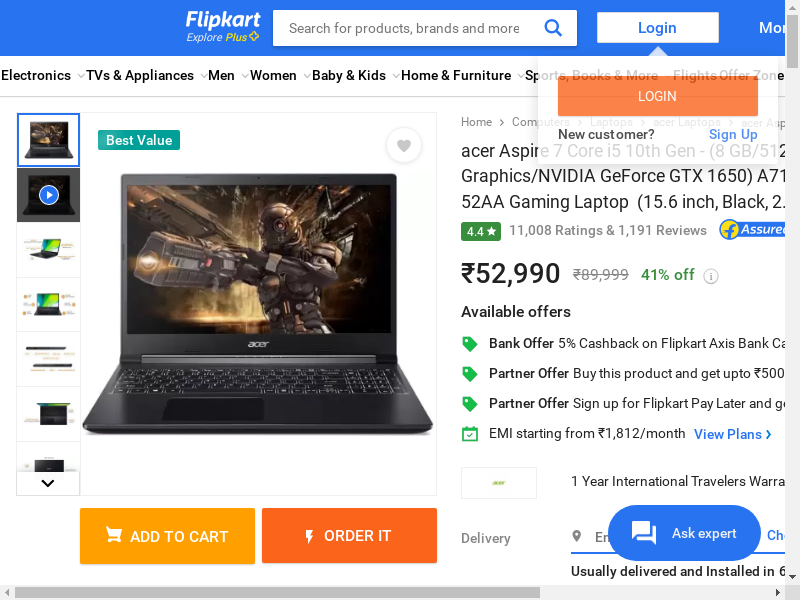 Flipkart
Explore Plus
Search for products, brands and more
Login
Electronics
TVs & Appliances
Men
Women
Baby & Kids
Home & Furniture
Sports, Books & More
Flights
Offer Zone
LOGIN
New customer?
Sign Up
Home
Computers
Laptops
acer Laptops
Best Value
acer Aspire 7 Core i5 10th Gen - (8 GB/512
Graphics/NVIDIA GeForce GTX 1650) A71
52AA Gaming Laptop (15.6 inch, Black, 2.
4.4
11,008 Ratings & 1,191 Reviews
Assured
₹52,990
₹89,999
41% off
Available offers
Bank Offer 5% Cashback on Flipkart Axis Bank
Partner Offer Buy this product and get upto ₹500
Partner Offer Sign up for Flipkart Pay Later and
EMI starting from ₹1,812/month
View Plans
acer
acer
1 Year International Travelers
Delivery
Ask expert
Usually delivered and Installed in 6
ADD TO CART
ORDER IT